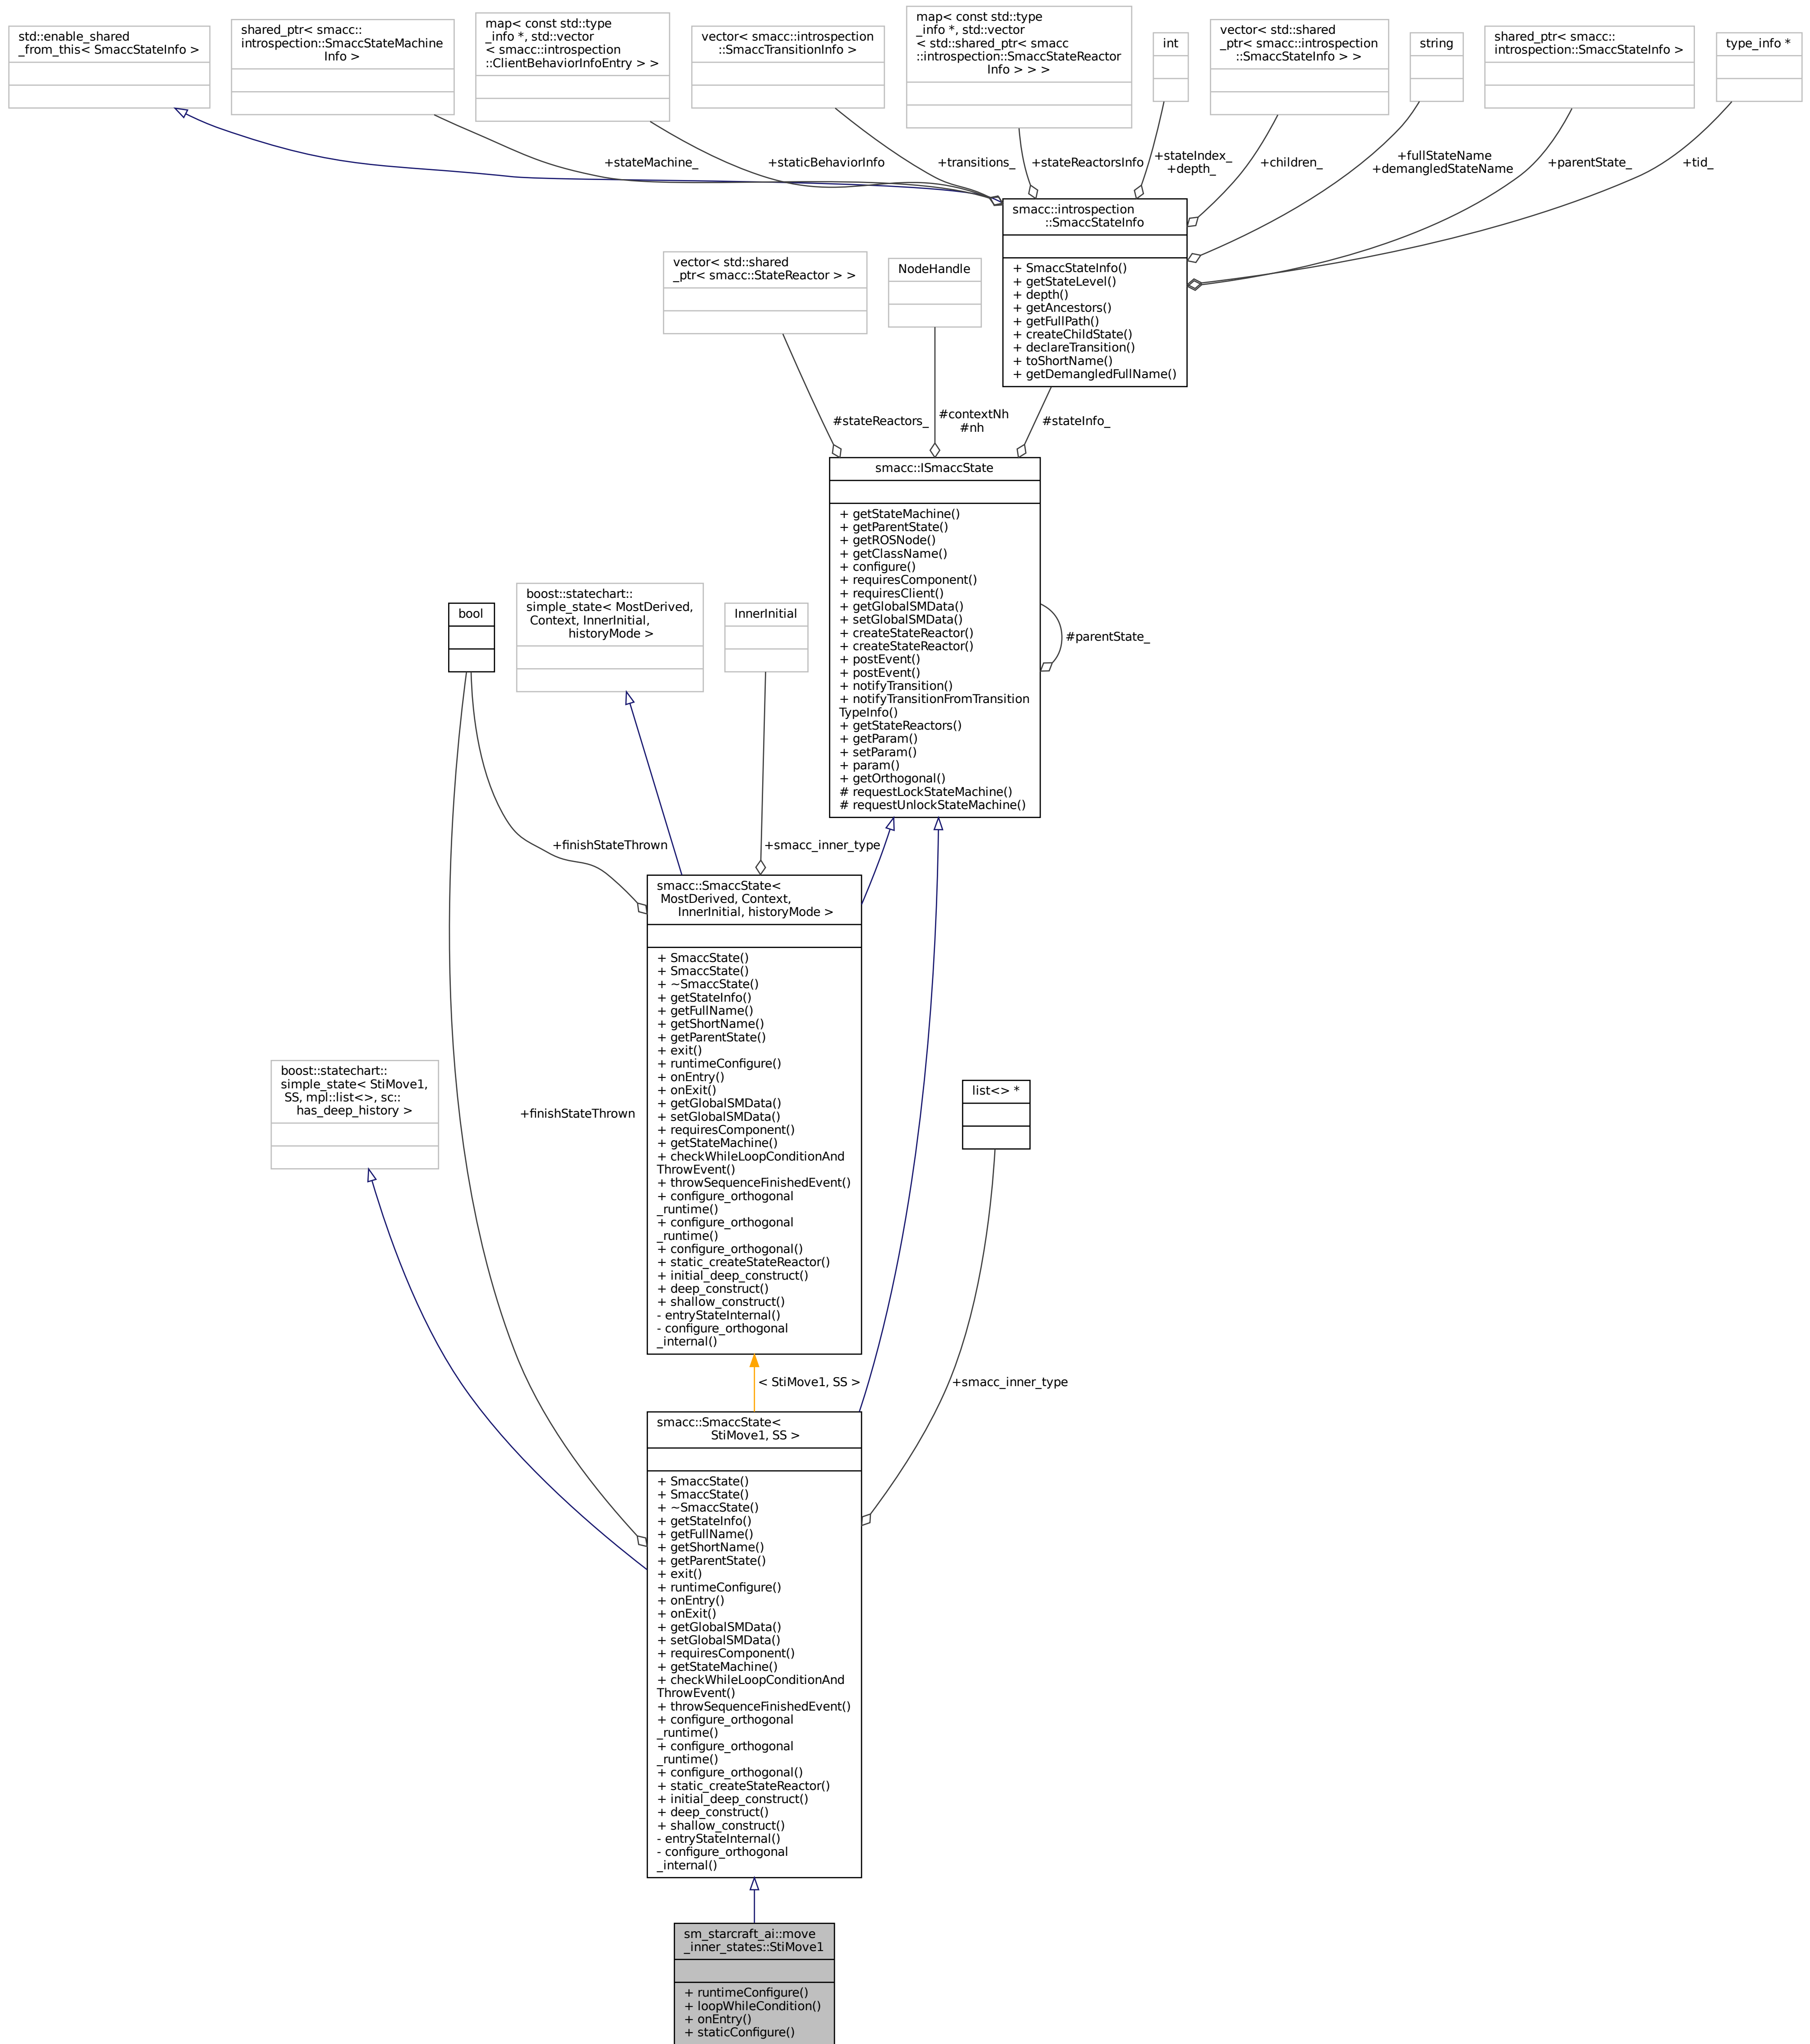 std::enable_shared
_from_this< SmaccStateInfo >
shared_ptr< smacc::
introspection::SmaccStateMachine
Info >
map< const std::type
_info *, std::vector
< smacc::introspection
::ClientBehaviorInfoEntry > >
vector< smacc::introspection
::SmaccTransitionInfo >
map< const std::type
_info *, std::vector
< std::shared_ptr< smacc
::introspection::SmaccStateReactor
Info > > >
int
vector< std::shared
_ptr< smacc::introspection
::SmaccStateInfo > >
string
shared_ptr< smacc::
introspection::SmaccStateInfo >
type_info *
+stateMachine_
+staticBehaviorInfo
+transitions_
+stateReactorsInfo
+stateIndex_
+depth_
+children_
+fullStateName
+demangledStateName
+parentState_
+tid_
smacc::introspection
::SmaccStateInfo
+ SmaccStateInfo()
+ getStateLevel()
+ depth()
+ getAncestors()
+ getFullPath()
+ createChildState()
+ declareTransition()
+ toShortName()
+ getDemangledFullName()
vector< std::shared
_ptr< smacc::StateReactor > >
NodeHandle
#stateReactors_
#contextNh
#nh
#stateInfo_
smacc::ISmaccState
+ getStateMachine()
+ getParentState()
+ getROSNode()
+ getClassName()
+ configure()
+ requiresComponent()
+ requiresClient()
+ getGlobalSMData()
+ setGlobalSMData()
+ createStateReactor()
+ createStateReactor()
+ postEvent()
+ postEvent()
+ notifyTransition()
+ notifyTransitionFromTransition
TypeInfo()
+ getStateReactors()
+ getParam()
+ setParam()
+ param()
+ getOrthogonal()
# requestLockStateMachine()
# requestUnlockStateMachine()
#parentState_
bool
boost::statechart::
simple_state< MostDerived,
Context, InnerInitial,
historyMode >
InnerInitial
+finishStateThrown
+smacc_inner_type
smacc::SmaccState<
MostDerived, Context,
InnerInitial, historyMode >
+ SmaccState()
+ SmaccState()
+ ~SmaccState()
+ getStateInfo()
+ getFullName()
+ getShortName()
+ getParentState()
+ exit()
+ runtimeConfigure()
+ onEntry()
+ onExit()
+ getGlobalSMData()
+ setGlobalSMData()
+ requiresComponent()
+ getStateMachine()
+ checkWhileLoopConditionAnd
ThrowEvent()
+ throwSequenceFinishedEvent()
+ configure_orthogonal
_runtime()
+ configure_orthogonal
_runtime()
+ configure_orthogonal()
+ static_createStateReactor()
+ initial_deep_construct()
+ deep_construct()
+ shallow_construct()
- entryStateInternal()
- configure_orthogonal
_internal()
boost::statechart::
simple_state< StiMove1,
SS, mpl::list<>, sc::
has_deep_history >
+finishStateThrown
list<> *
< StiMove1, SS >
+smacc_inner_type
smacc::SmaccState<
StiMove1, SS >
+ SmaccState()
+ SmaccState()
+ ~SmaccState()
+ getStateInfo()
+ getFullName()
+ getShortName()
+ getParentState()
+ exit()
+ runtimeConfigure()
+ onEntry()
+ onExit()
+ getGlobalSMData()
+ setGlobalSMData()
+ requiresComponent()
+ getStateMachine()
+ checkWhileLoopConditionAnd
ThrowEvent()
+ throwSequenceFinishedEvent()
+ configure_orthogonal
_runtime()
+ configure_orthogonal
_runtime()
+ configure_orthogonal()
+ static_createStateReactor()
+ initial_deep_construct()
+ deep_construct()
+ shallow_construct()
- entryStateInternal()
- configure_orthogonal
_internal()
sm_starcraft_ai::move
_inner_states::StiMove1
+ runtimeConfigure()
+ loopWhileCondition()
+ onEntry()
+ staticConfigure()